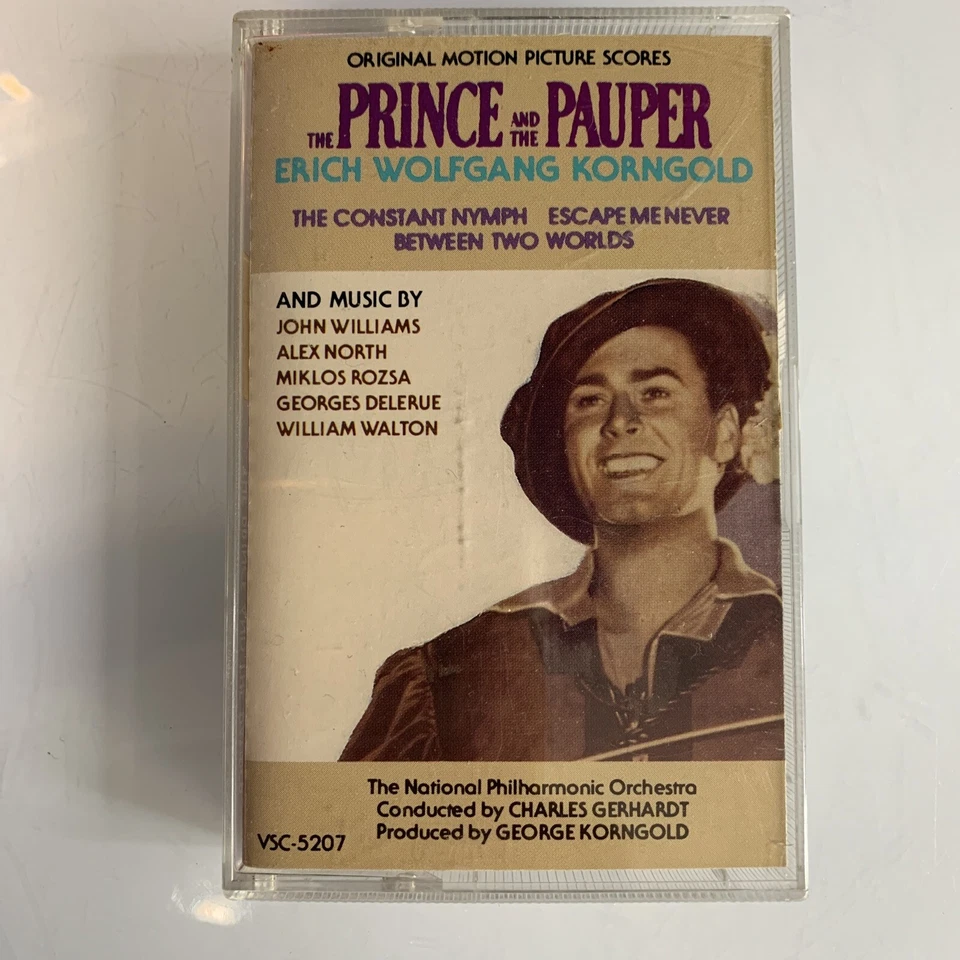 ORIGINAL MOTION PICTURE SCORES
THE PRINCE AND THE PAUPER
ERICH WOLFGANG KORNGOLD
THE CONSTANT NYMPH ESCAPE ME NEVER
BETWEEN TWO WORLDS
AND MUSIC BY
JOHN WILLIAMS
ALEX NORTH
MIKLOS ROZSA
GEORGES DELERUE
WILLIAM WALTON
The National Philharmonic Orchestra
Conducted by CHARLES GERHARDT
Produced by GEORGE KORNGOLD
VSC-5207